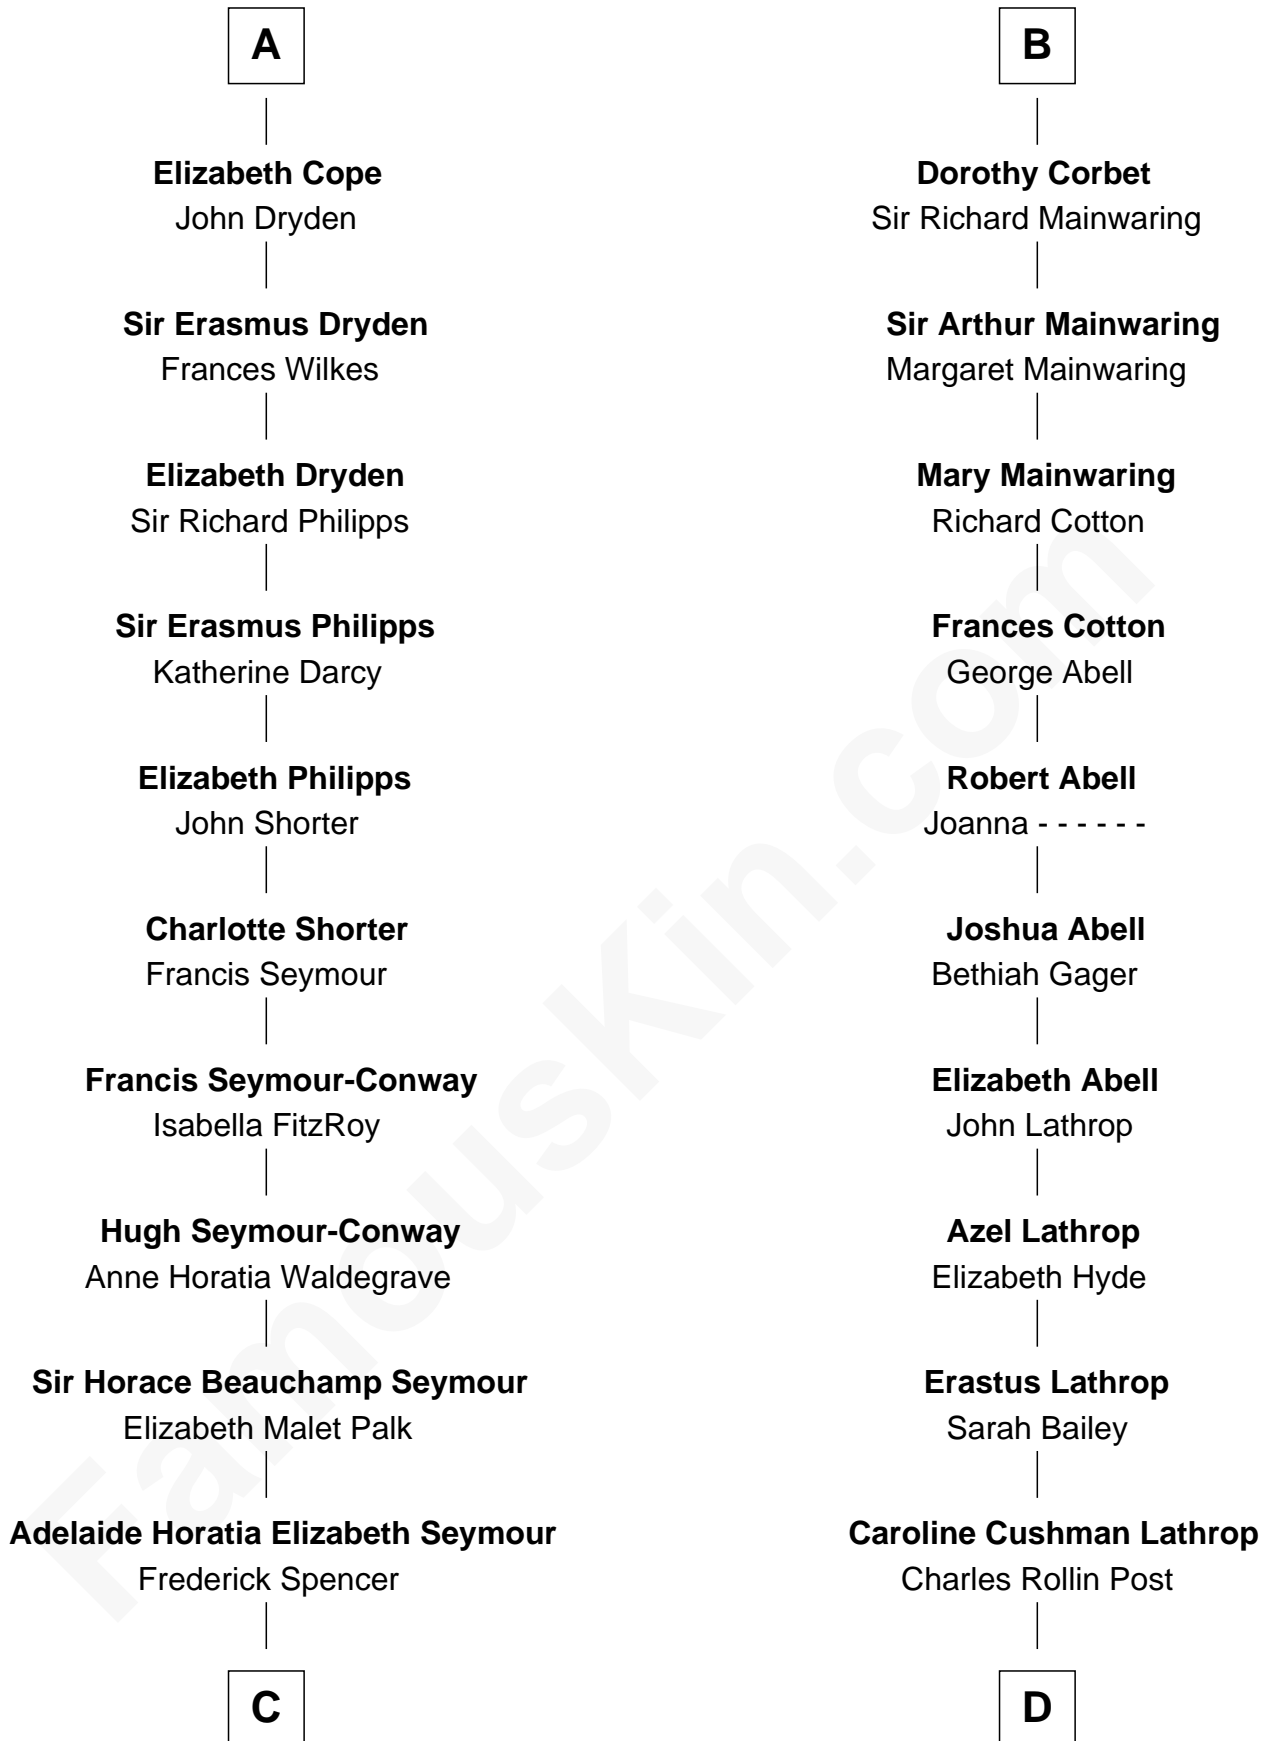 A
Elizabeth Cope
John Dryden
Sir Erasmus Dryden
Frances Wilkes
Elizabeth Dryden
Sir Richard Philipps
Sir Erasmus Philipps
Katherine Darcy
Elizabeth Philipps
John Shorter
Charlotte Shorter
Francis Seymour
Francis Seymour-Conway
Isabella FitzRoy
Hugh Seymour-Conway
Anne Horatia Waldegrave
Sir Horace Beauchamp Seymour
Elizabeth Malet Palk
Adelaide Horatia Elizabeth Seymour
Frederick Spencer
C
B
Dorothy Corbet
Sir Richard Mainwaring
Sir Arthur Mainwaring
Margaret Mainwaring
Mary Mainwaring
Richard Cotton
Frances Cotton
George Abell
Robert Abell
Joanna - - - - - -
Joshua Abell
Bethiah Gager
Elizabeth Abell
John Lathrop
Azel Lathrop
Elizabeth Hyde
Erastus Lathrop
Sarah Bailey
Caroline Cushman Lathrop
Charles Rollin Post
D
FamousKin.com